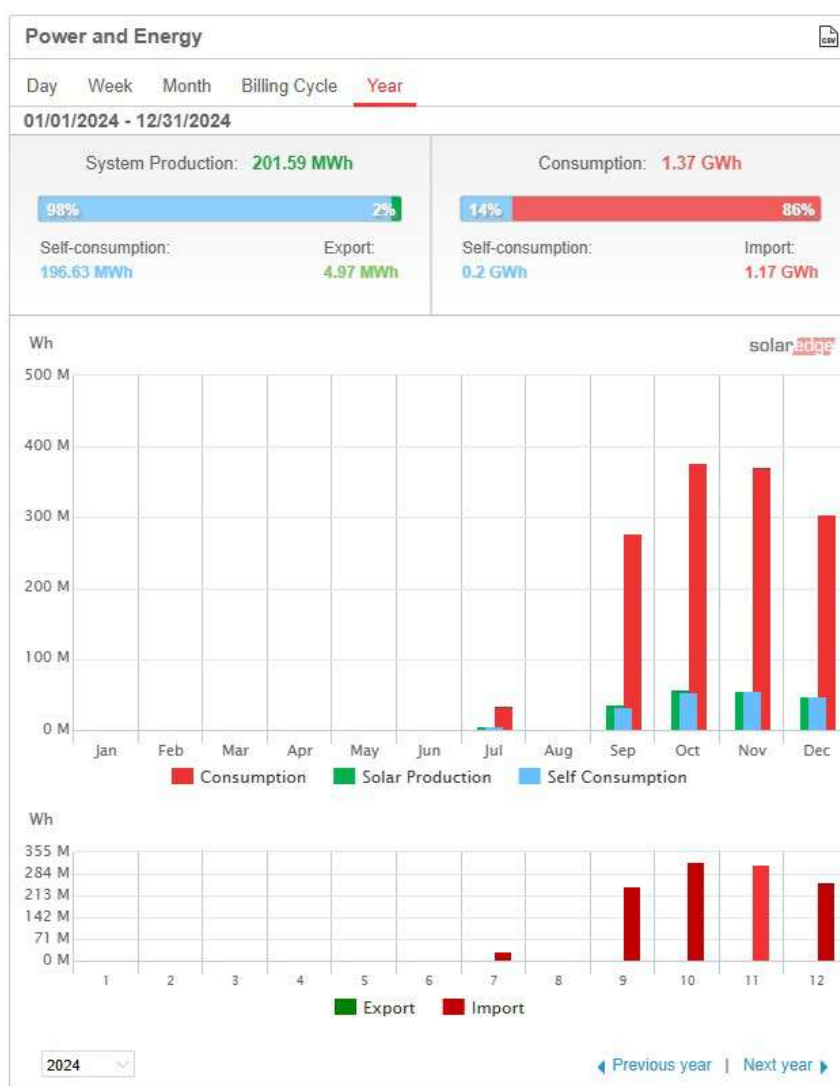 Power and Energy
CSV
Day Week Month Billing Cycle Year
01/01/2024 - 12/31/2024
System Production: 201.59 MWh
98% 2%
Self-consumption: Export:
196.63 MWh 4.97 MWh
Consumption: 1.37 GWh
14% 86%
Self-consumption: Import:
0.2 GWh 1.17 GWh
Wh
solaredge
500 M
400 M
300 M
200 M
100 M
0 M
Jan Feb Mar Apr May Jun Jul Aug Sep Oct Nov Dec
Consumption Solar Production Self Consumption
Wh
355 M
284 M
213 M
142 M
71 M
0 M
1 2 3 4 5 6 7 8 9 10 11 12
Export Import
2024
Previous year | Next year